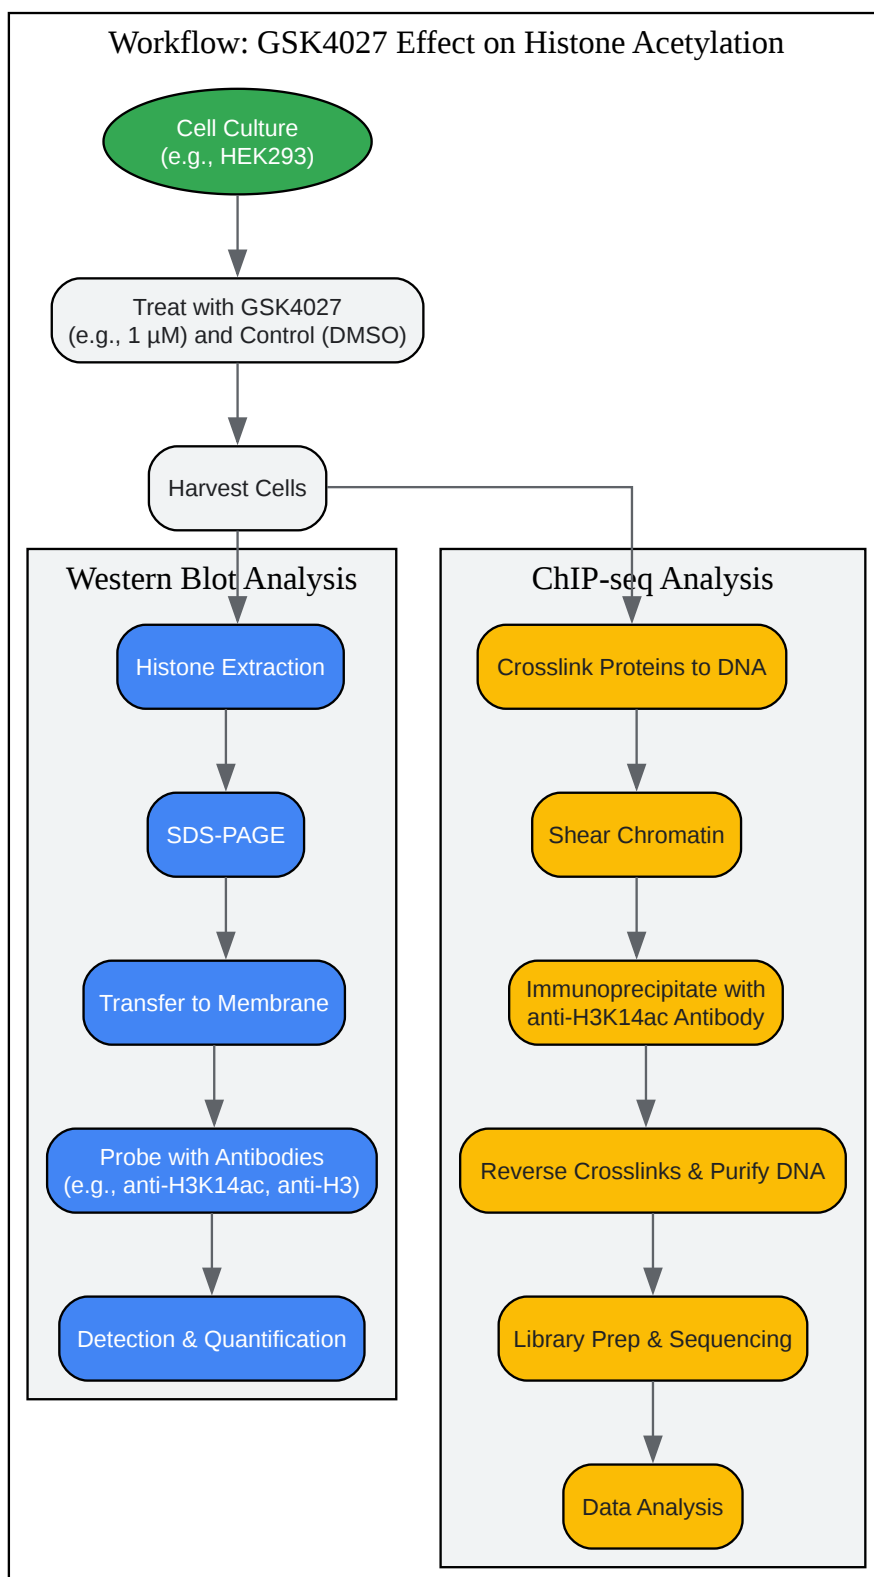 Workflow: GSK4027 Effect on Histone Acetylation
Cell Culture
(e.g., HEK293)
Treat with GSK4027
(e.g., 1 µM) and Control (DMSO)
Harvest Cells
Western Blot Analysis
Histone Extraction
SDS-PAGE
Transfer to Membrane
Probe with Antibodies
(e.g., anti-H3K14ac, anti-H3)
Detection & Quantification
ChIP-seq Analysis
Crosslink Proteins to DNA
Shear Chromatin
Immunoprecipitate with
anti-H3K14ac Antibody
Reverse Crosslinks & Purify DNA
Library Prep & Sequencing
Data Analysis